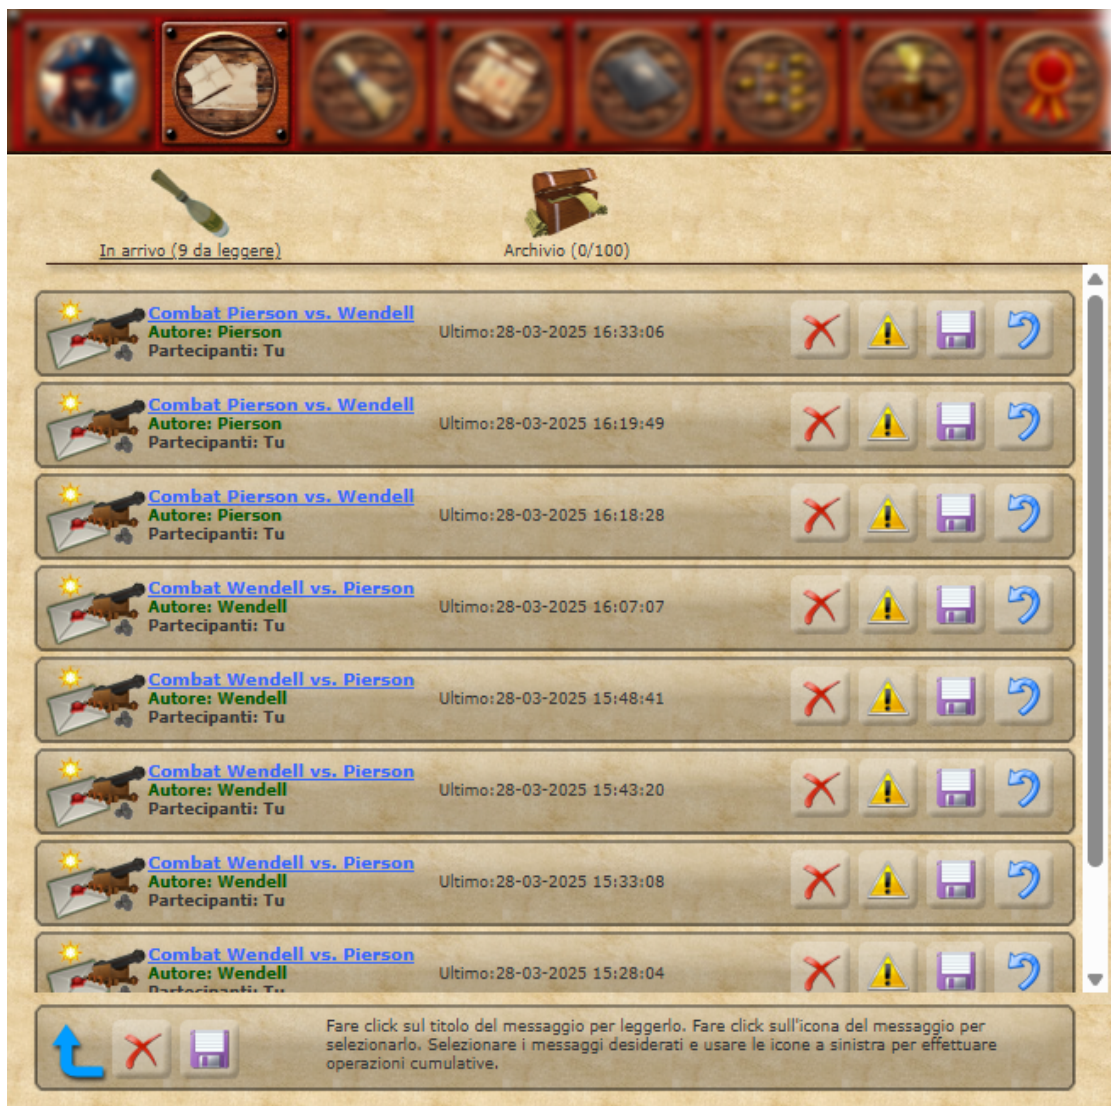 In arrivo (9 da leggere)
Archivio (0/100)
Combat Pierson vs. Wendell
Autore: Pierson
Partecipanti: Tu
Ultimo:28-03-2025 16:33:06
Combat Pierson vs. Wendell
Autore: Pierson
Partecipanti: Tu
Ultimo:28-03-2025 16:19:49
Combat Pierson vs. Wendell
Autore: Pierson
Partecipanti: Tu
Ultimo:28-03-2025 16:18:28
Combat Wendell vs. Pierson
Autore: Wendell
Partecipanti: Tu
Ultimo:28-03-2025 16:07:07
Combat Wendell vs. Pierson
Autore: Wendell
Partecipanti: Tu
Ultimo:28-03-2025 15:48:41
Combat Wendell vs. Pierson
Autore: Wendell
Partecipanti: Tu
Ultimo:28-03-2025 15:43:20
Combat Wendell vs. Pierson
Autore: Wendell
Partecipanti: Tu
Ultimo:28-03-2025 15:33:08
Combat Wendell vs. Pierson
Autore: Wendell
Partecipanti: Tu
Ultimo:28-03-2025 15:28:04
Fare click sul titolo del messaggio per leggerlo. Fare click sull'icona del messaggio per
selezionarlo. Selezionare i messaggi desiderati e usare le icone a sinistra per effettuare
operazioni cumulative.